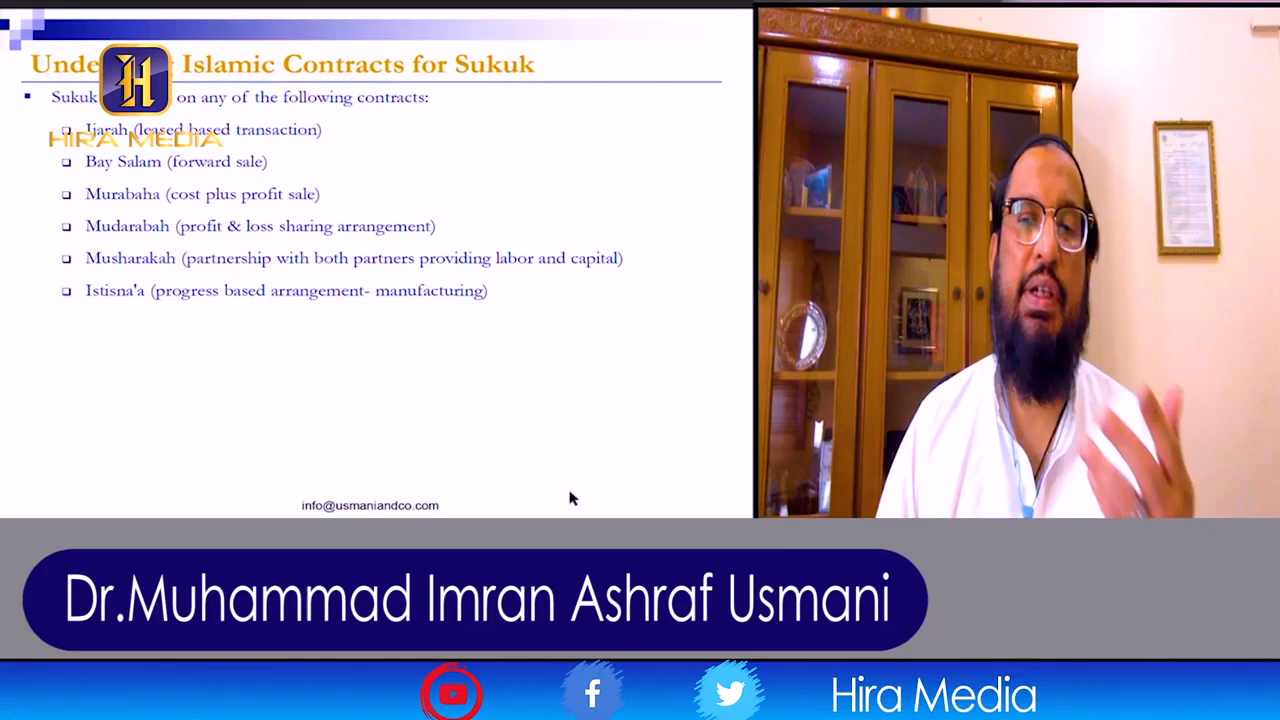 Unde Islamic Contracts for Sukuk
Sukuk on any of the following contracts:
Ijarah (leased based transaction)
HIRA MEDIA
Bay Salam (forward sale)
Murabaha (cost plus profit sale)
Mudarabah (profit & loss sharing arrangement)
Musharakah (partnership with both partners providing labor and capital)
Istisna'a (progress based arrangement- manufacturing)
info@usmaniandco.com
Dr.Muhammad Imran Ashraf Usmani
Hira Media